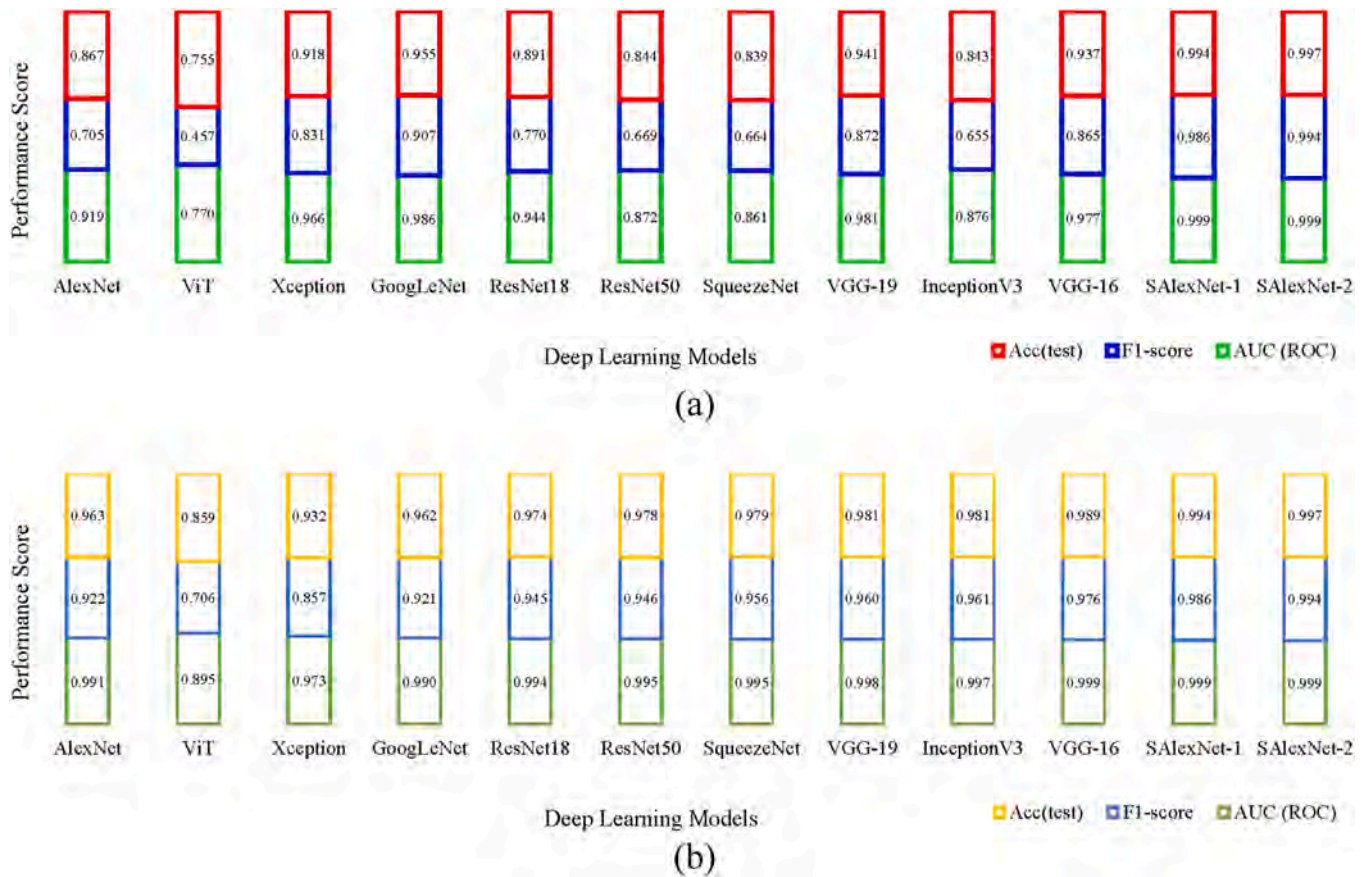 Performance Score
0.867 0.755 0.918 0.955 0.891 0.844 0.839 0.941 0.843 0.937 0.994 0.997
0.705 0.457 0.831 0.907 0.770 0.669 0.664 0.872 0.655 0.865 0.986 0.994
0.919 0.770 0.966 0.986 0.944 0.872 0.861 0.981 0.876 0.977 0.999 0.999
AlexNet ViT Xception GoogLeNet ResNet18 ResNet50 SqueezeNet VGG-19 InceptionV3 VGG-16 SAlexNet-1 SAlexNet-2
Deep Learning Models
Acc(test) F1-score AUC (ROC)
(a)
Performance Score
0.963 0.859 0.932 0.962 0.974 0.978 0.979 0.981 0.981 0.989 0.994 0.997
0.922 0.706 0.857 0.921 0.945 0.946 0.956 0.960 0.961 0.976 0.986 0.994
0.991 0.895 0.973 0.990 0.994 0.995 0.995 0.998 0.997 0.999 0.999 0.999
AlexNet ViT Xception GoogLeNet ResNet18 ResNet50 SqueezeNet VGG-19 InceptionV3 VGG-16 SAlexNet-1 SAlexNet-2
Deep Learning Models
Acc(test) F1-score AUC (ROC)
(b)